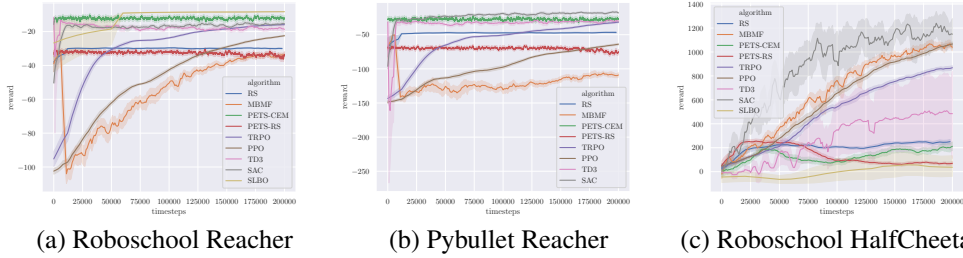 algorithm
RS
MBMF
PETS-CEM
PETS-RS
TRPO
PPO
TD3
SAC
SLBO
reward
−20
−40
−60
−80
−100
0 25000 50000 75000 100000 125000 150000 175000 200000
timesteps
(a) Roboschool Reacher
algorithm
RS
MBMF
PETS-CEM
PETS-RS
TRPO
PPO
TD3
SAC
reward
−50
−100
−150
−200
−250
0 25000 50000 75000 100000 125000 150000 175000 200000
timesteps
(b) Pybullet Reacher
algorithm
RS
MBMF
PETS-CEM
PETS-RS
TRPO
PPO
TD3
SAC
SLBO
reward
1400
1200
1000
800
600
400
200
0
0 25000 50000 75000 100000 125000 150000 175000 200000
timesteps
(c) Roboschool HalfCheeta